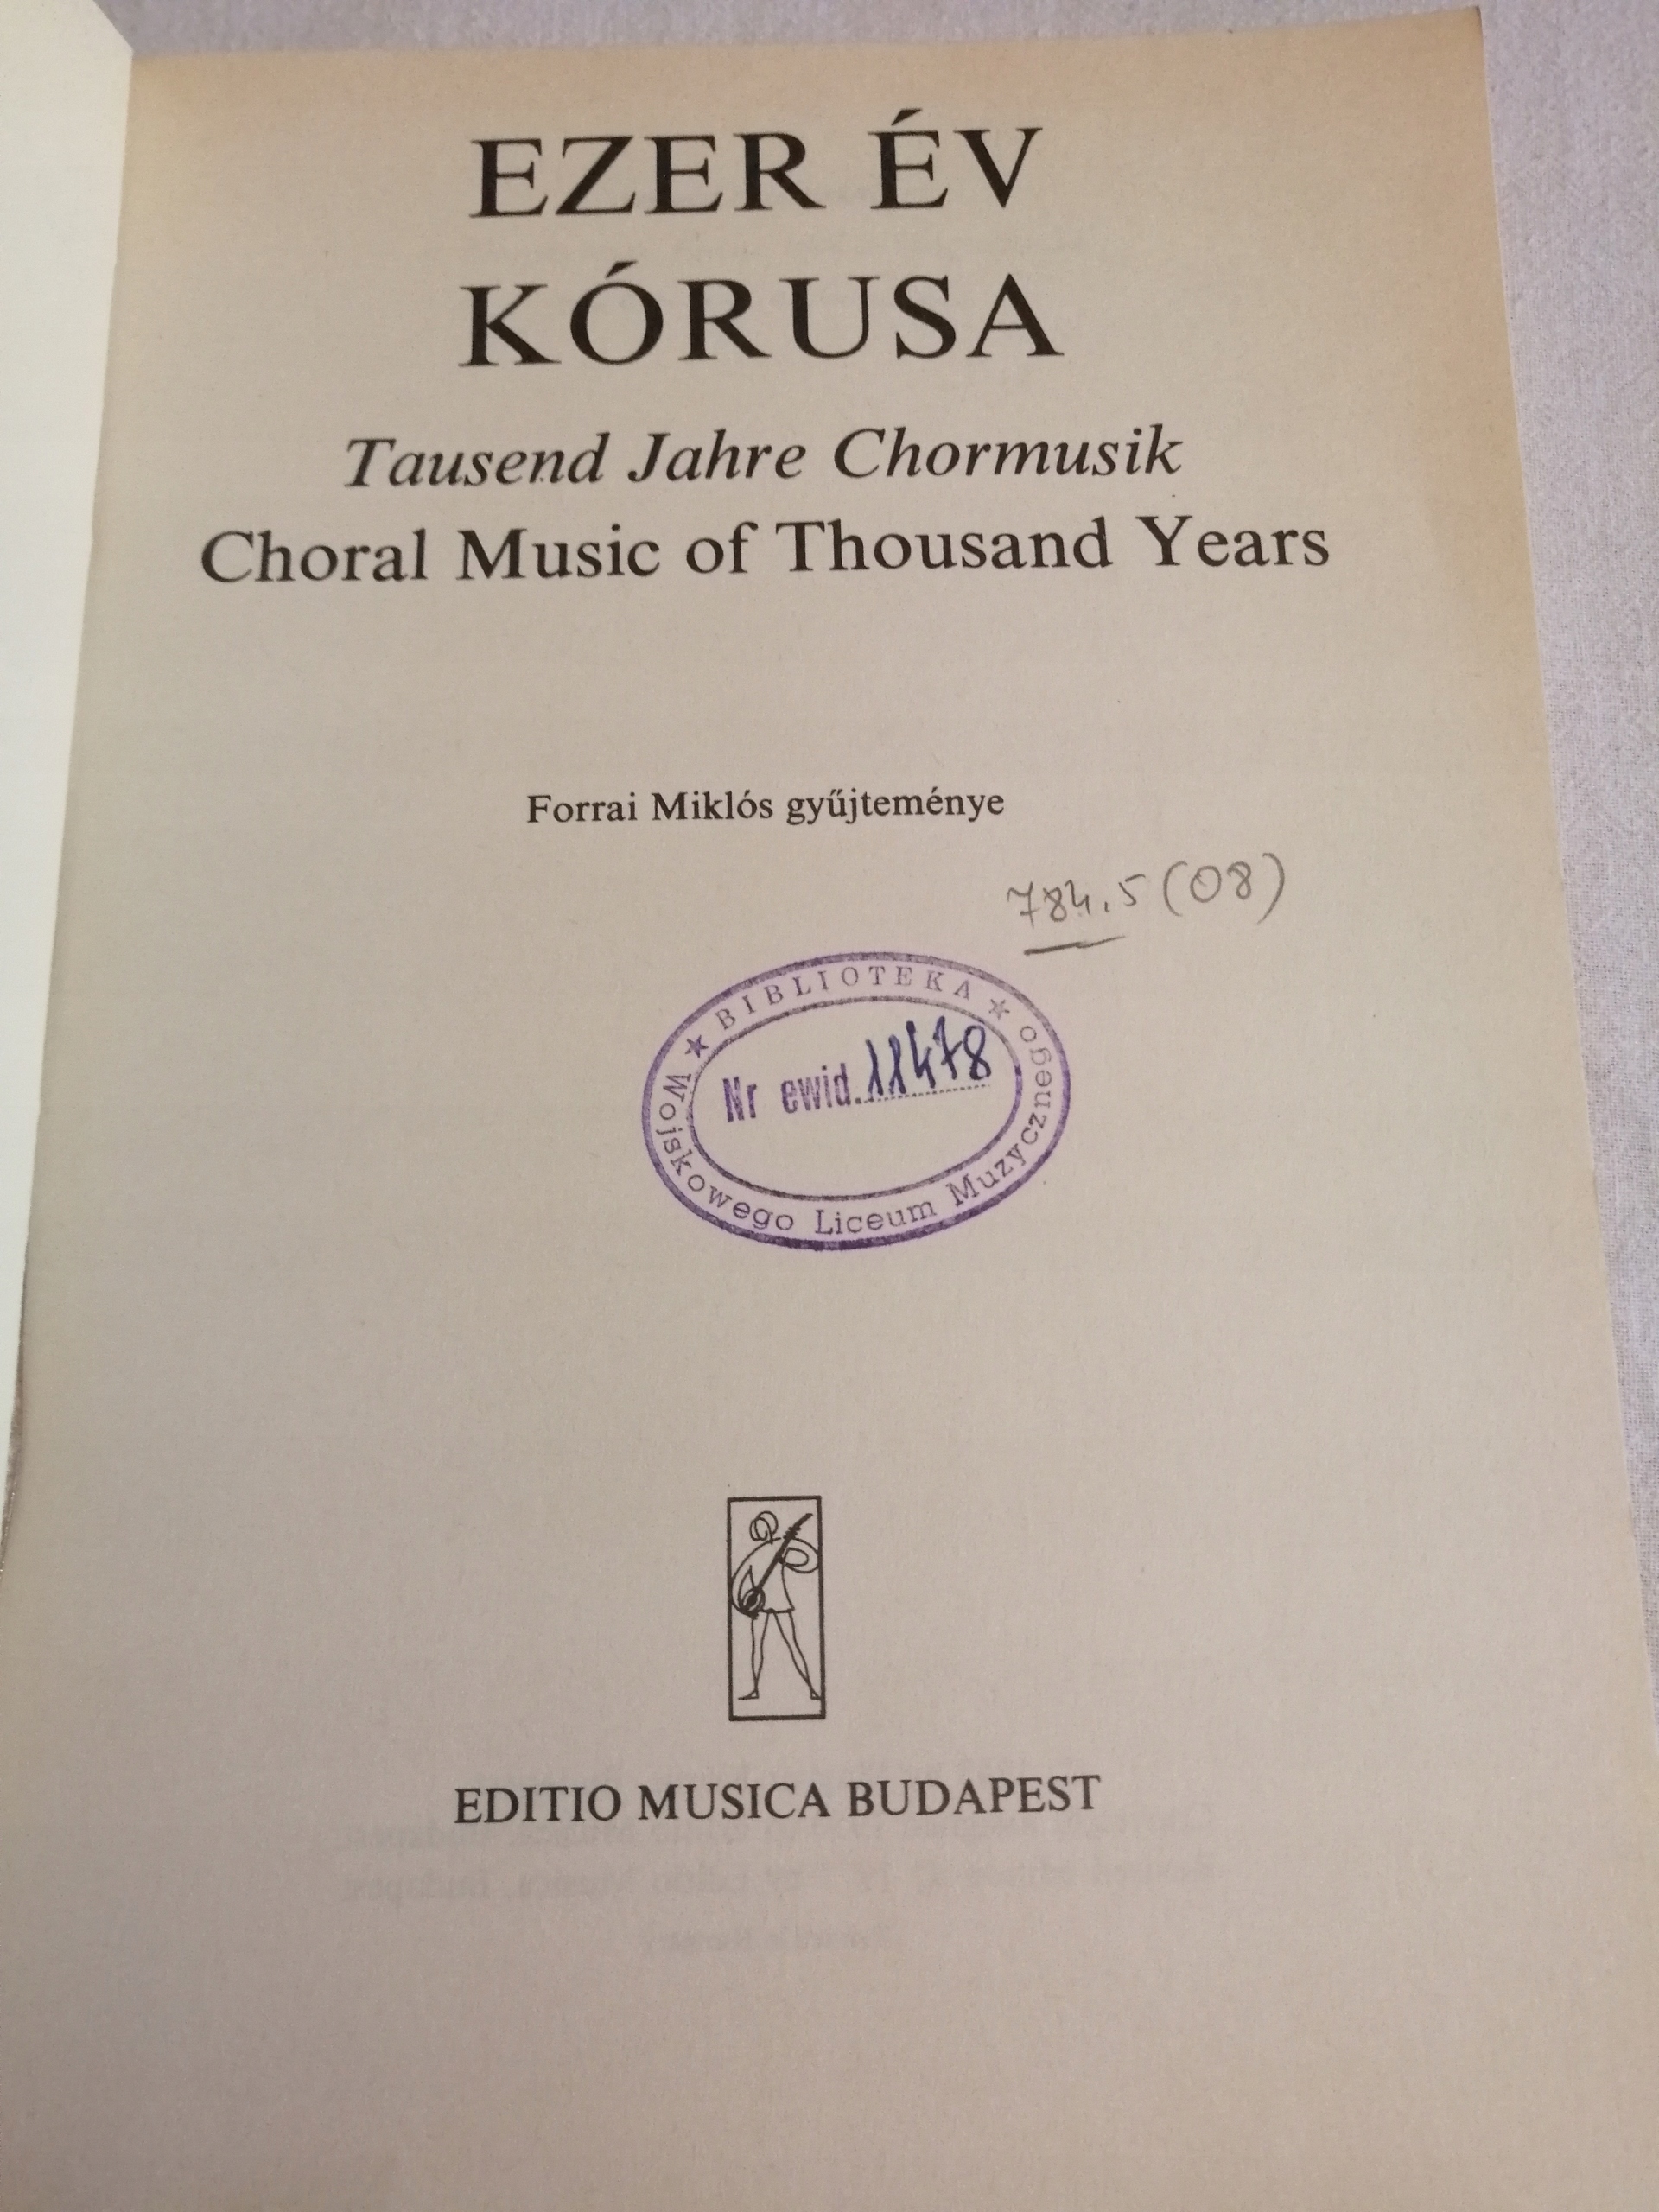 EZER ÉV
KÓRUSA
Tausend Jahre Chormusik
Choral Music of Thousand Years
Forrai Miklós gyűjteménye
784.5 (08)
★ BIBLIOTEKA ★
Nr ewid. 11478
Wojskowego Liceum Muzycznego
EDITIO MUSICA BUDAPEST